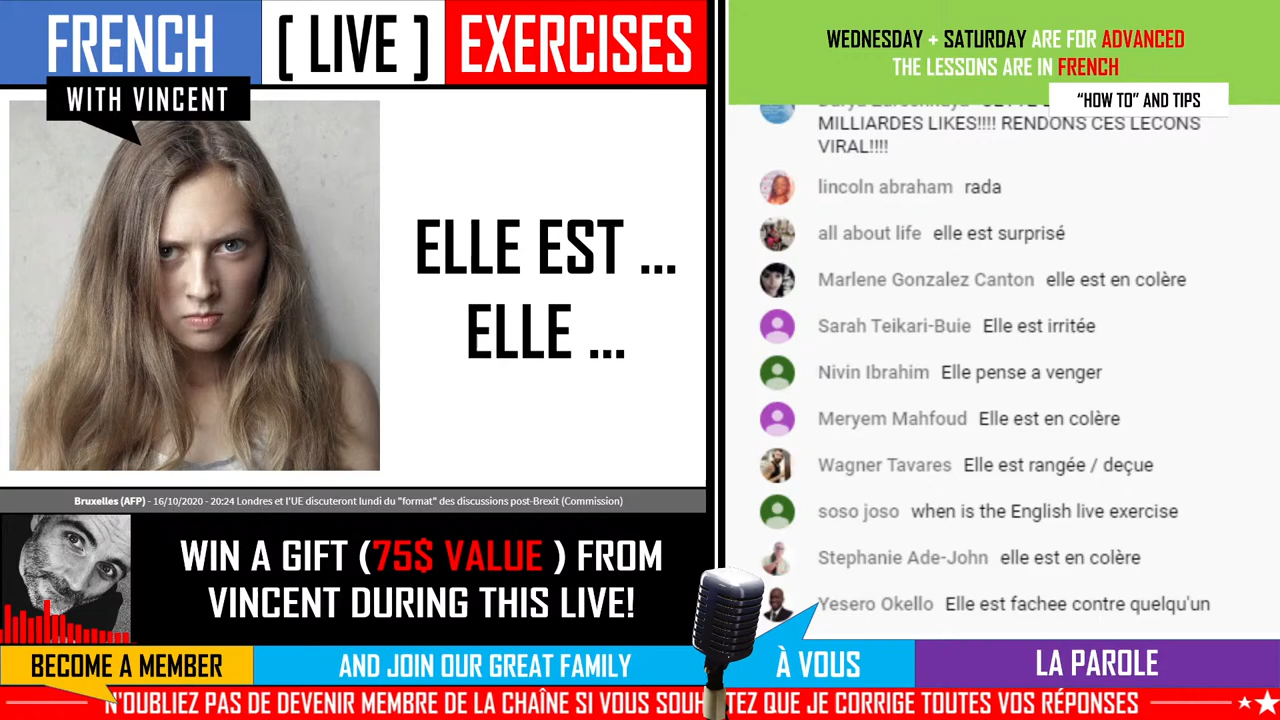 FRENCH
[ LIVE ]
EXERCISES
WITH VINCENT
ELLE EST ...
ELLE ...
Bruxelles (AFP) - 16/10/2020 - 20:24 Londres et l'UE discuteront lundi du "format" des discussions post-Brexit (Commission)
WIN A GIFT (75$ VALUE ) FROM
VINCENT DURING THIS LIVE!
BECOME A MEMBER
AND JOIN OUR GREAT FAMILY
WEDNESDAY + SATURDAY ARE FOR ADVANCED
THE LESSONS ARE IN FRENCH
“HOW TO” AND TIPS
MILLIARDES LIKES!!!! RENDONS CES LECONS
VIRAL!!!!
lincoln abraham rada
all about life elle est surprisé
Marlene Gonzalez Canton elle est en colère
Sarah Teikari-Buie Elle est irritée
Nivin Ibrahim Elle pense a venger
Meryem Mahfoud Elle est en colère
Wagner Tavares Elle est rangée / deçue
soso joso when is the English live exercise
Stephanie Ade-John elle est en colère
Yesero Okello Elle est fachee contre quelqu'un
À VOUS
LA PAROLE
N'OUBLIEZ PAS DE DEVENIR MEMBRE DE LA CHAÎNE SI VOUS QUE JE CORRIGE TOUTES VOS RÉPONSES